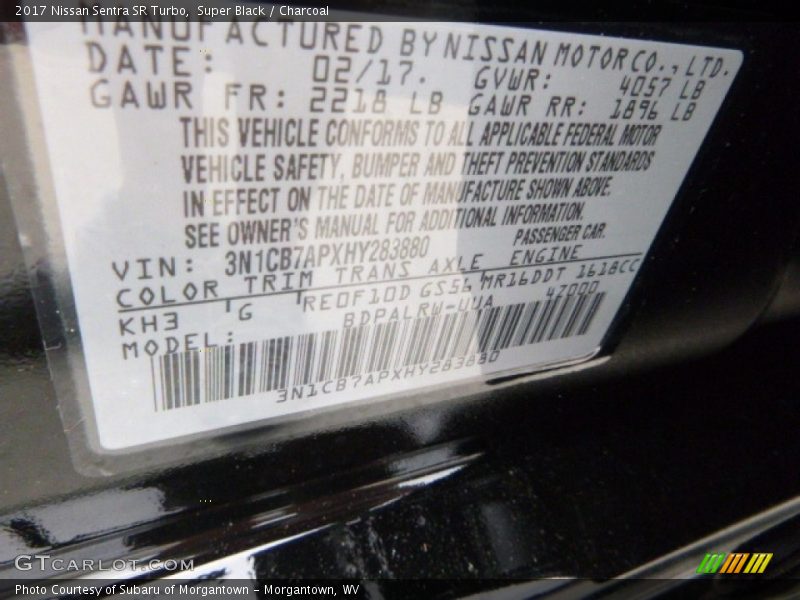 2017 Nissan Sentra SR Turbo, Super Black / Charcoal
MANUFACTURED BY NISSAN MOTOR CO., LTD.
DATE: 02/17. GVWR: 4057 LB
GAWR FR: 2218 LB GAWR RR: 1896 LB
THIS VEHICLE CONFORMS TO ALL APPLICABLE FEDERAL MOTOR
VEHICLE SAFETY, BUMPER AND THEFT PREVENTION STANDARDS
IN EFFECT ON THE DATE OF MANUFACTURE SHOWN ABOVE.
SEE OWNER'S MANUAL FOR ADDITIONAL INFORMATION.
VIN: 3N1CB7APXHY283880 PASSENGER CAR.
COLOR TRIM TRANS AXLE ENGINE
KH3 G RE0F10D GS56 MR16DDT 1618CC
MODEL: BDPALRW-UUA 47000
3N1CB7APXHY283880
GTCARLOT.COM
Photo Courtesy of Subaru of Morgantown - Morgantown, WV